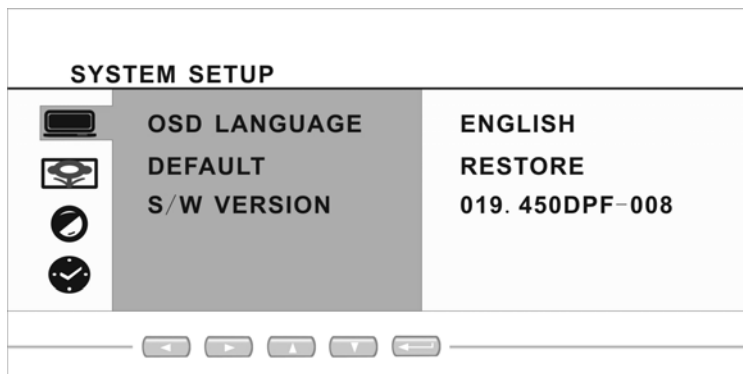 SYSTEM SETUP
OSD LANGUAGE ENGLISH
DEFAULT RESTORE
S/W VERSION 019. 450DPF-008